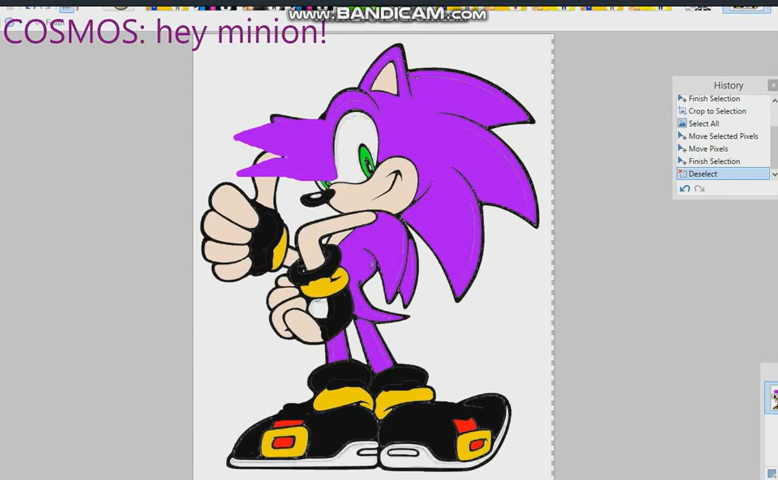 www.BANDICAM.com
COSMOS: hey minion!
History
Finish Selection
Crop to Selection
Select All
Move Selected Pixels
Move Pixels
Finish Selection
Deselect